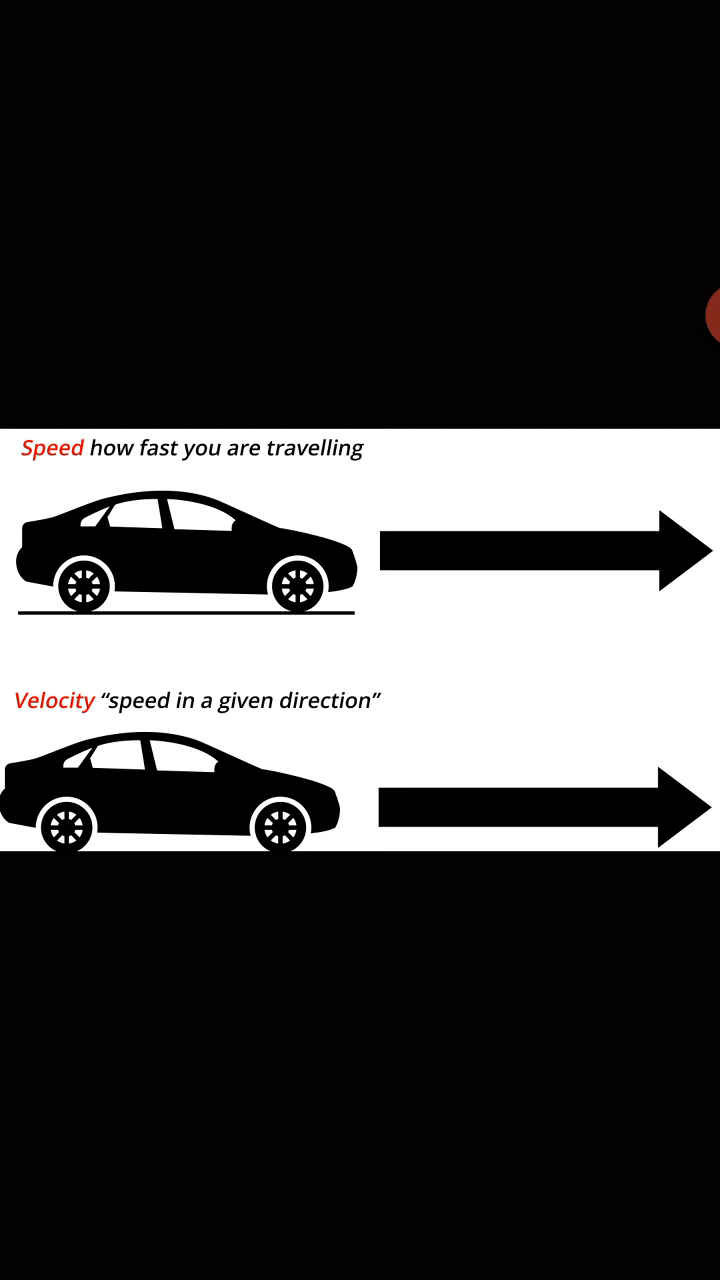 Speed how fast you are travelling
Velocity “speed in a given direction”